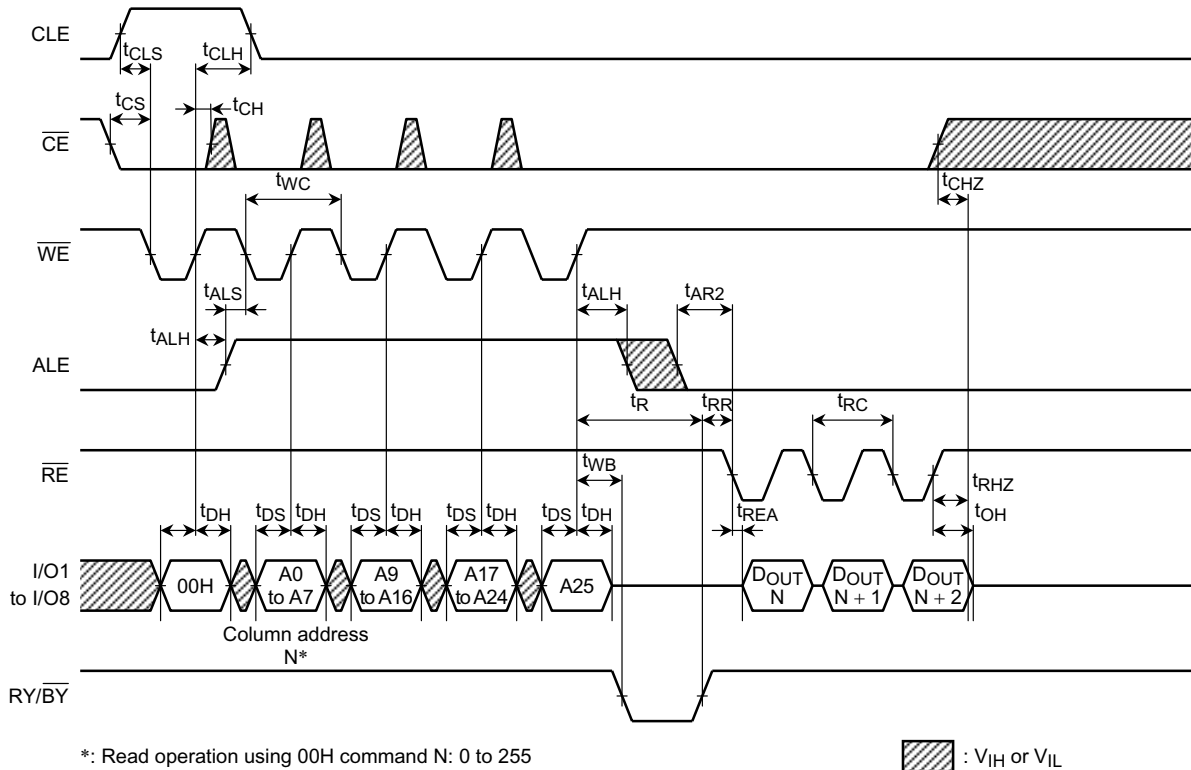 CLE
tCLS
tCLH
tCS
tCH
CE
tCHZ
tWC
WE
tALS
tALH
tAR2
tALH
ALE
tR
tRR
tRC
RE
tWB
tRHZ
tREA
tOH
tDH
tDS
tDH
tDS
tDH
tDS
tDH
tDS
tDH
I/O1
to I/O8
00H
A0
to A7
A9
to A16
A17
to A24
A25
DOUT
N
DOUT
N + 1
DOUT
N + 2
Column address
N*
RY/BY
*: Read operation using 00H command N: 0 to 255
: VIH or VIL